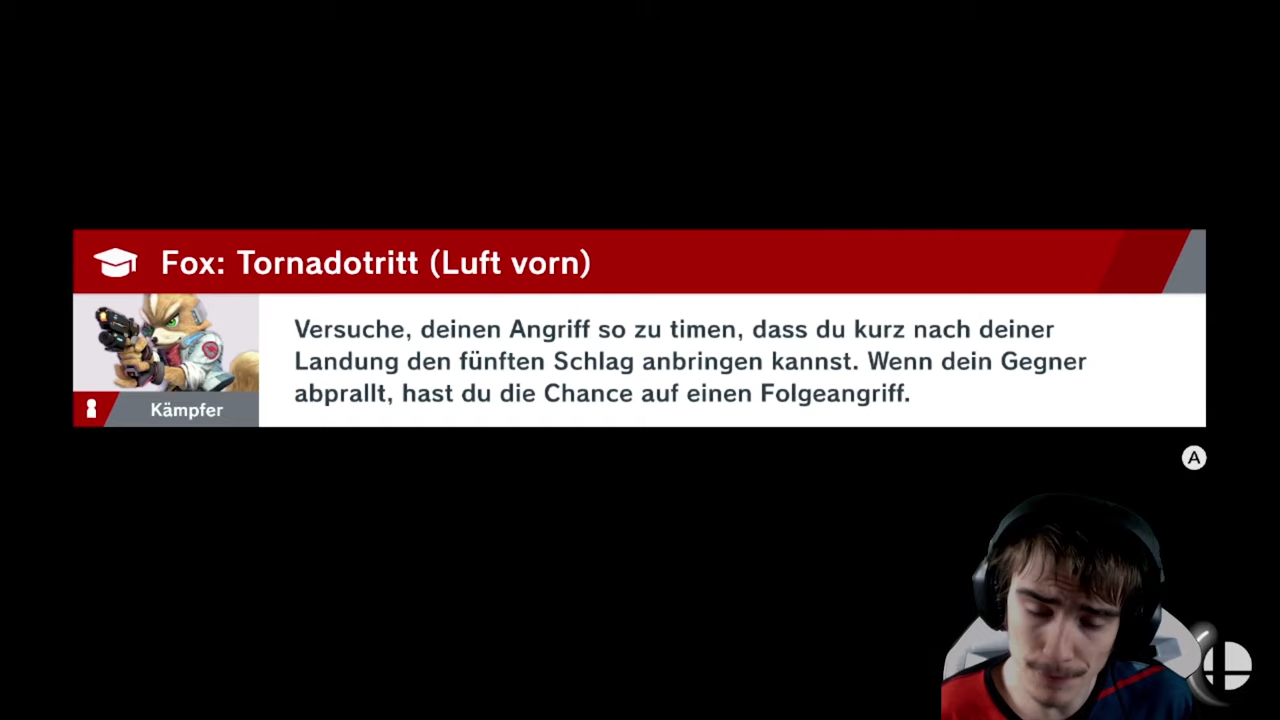 Fox: Tornadotritt (Luft vorn)
Versuche, deinen Angriff so zu timen, dass du kurz nach deiner
Landung den fünften Schlag anbringen kannst. Wenn dein Gegner
abprallt, hast du die Chance auf einen Folgeangriff.
Kämpfer
A